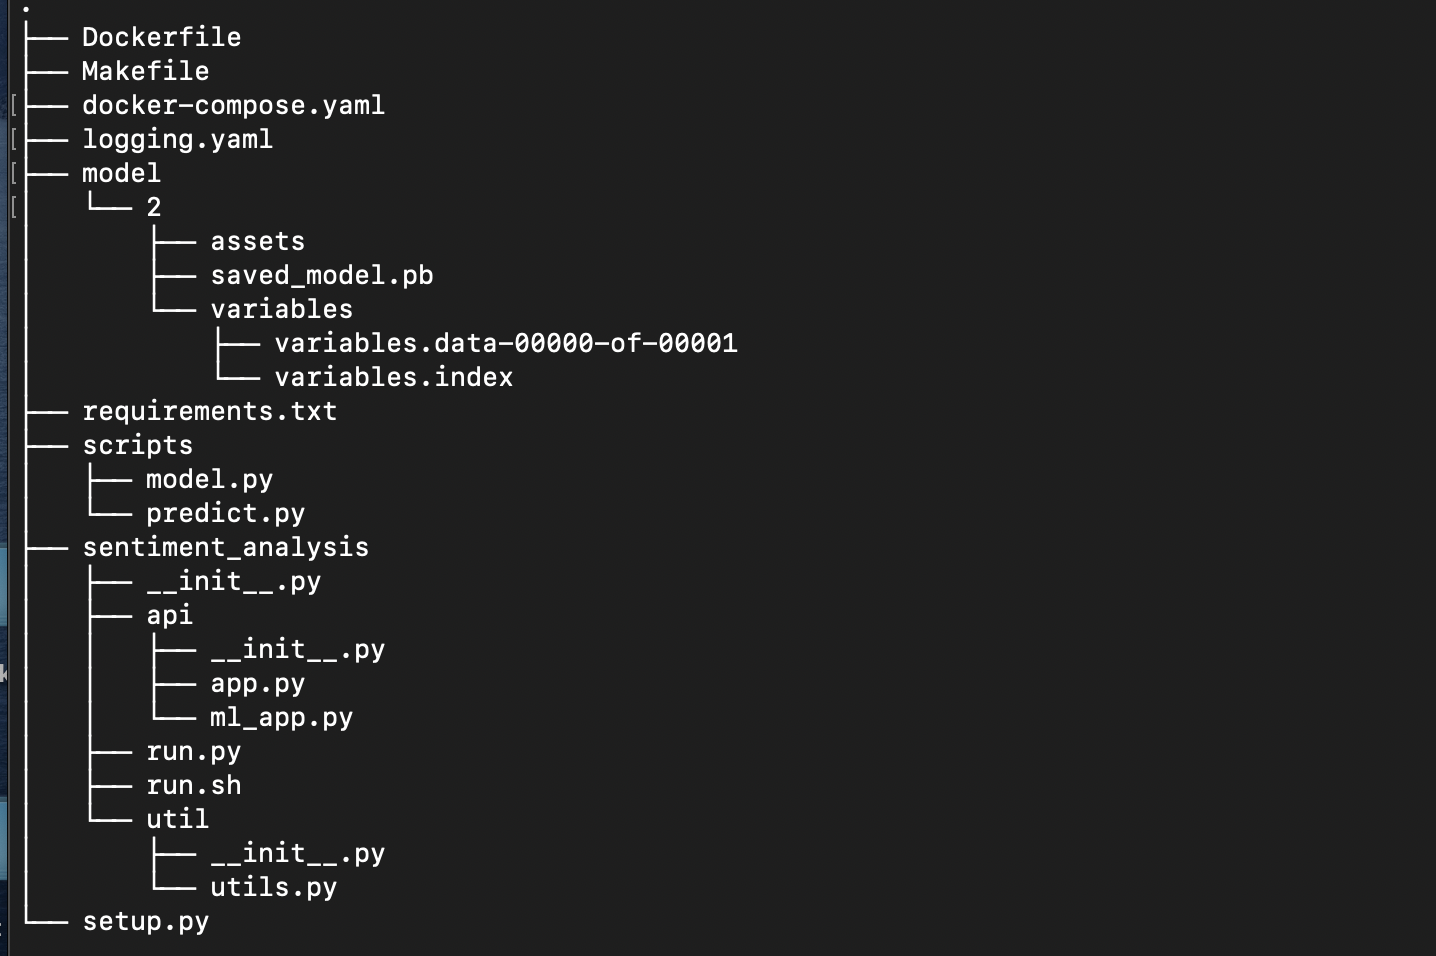 .
├── Dockerfile
├── Makefile
├── docker-compose.yaml
├── logging.yaml
├── model
│   └── 2
│       ├── assets
│       ├── saved_model.pb
│       └── variables
│           ├── variables.data-00000-of-00001
│           └── variables.index
├── requirements.txt
├── scripts
│   ├── model.py
│   └── predict.py
├── sentiment_analysis
│   ├── __init__.py
│   ├── api
│   │   ├── __init__.py
│   │   ├── app.py
│   │   └── ml_app.py
│   ├── run.py
│   ├── run.sh
│   └── util
│       ├── __init__.py
│       └── utils.py
└── setup.py